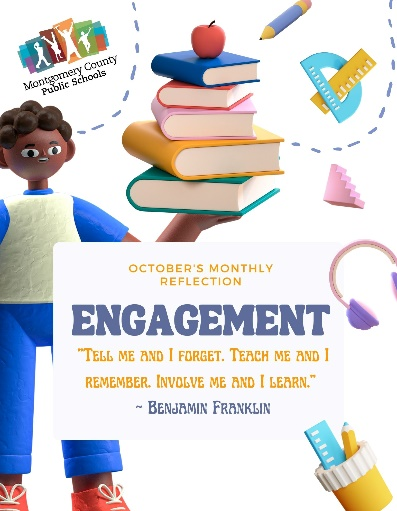 Montgomery County
Public Schools
OCTOBER'S MONTHLY
REFLECTION
ENGAGEMENT
"Tell me and I forget. Teach me and I
remember. Involve me and I learn."
~ Benjamin Franklin